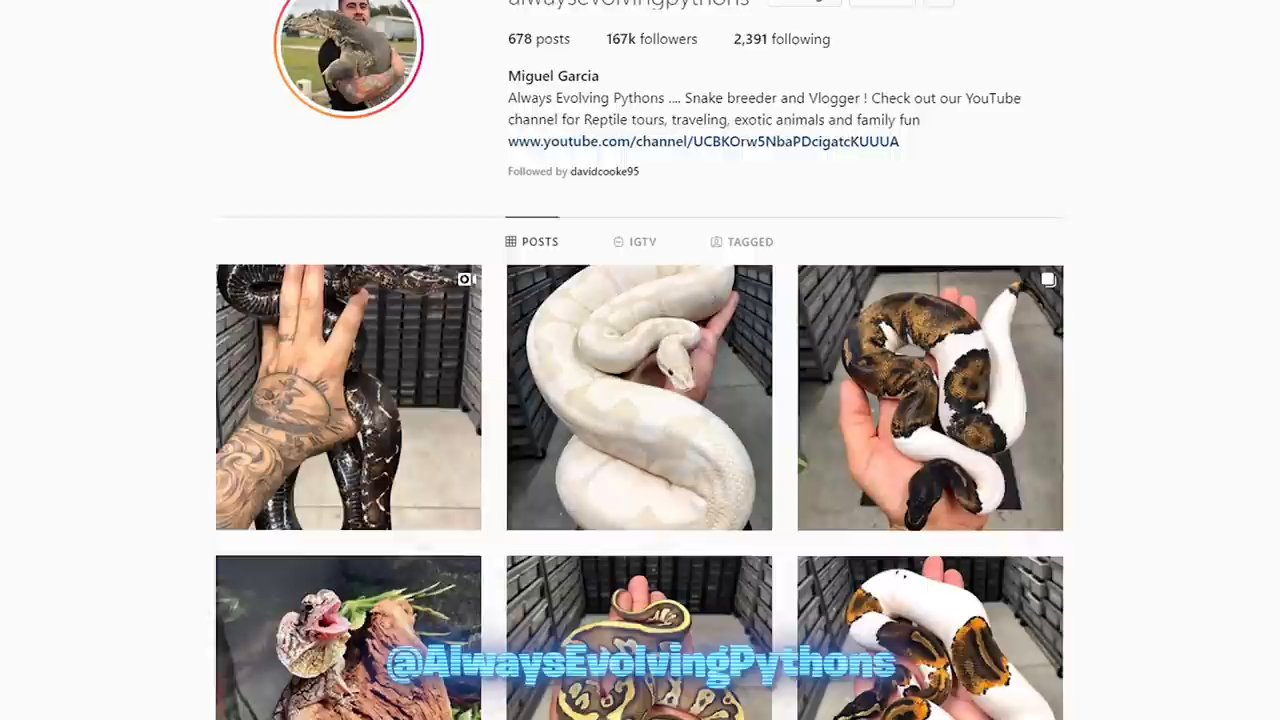 alwaysevolvingpythons
678 posts 167k followers 2,391 following
Miguel Garcia
Always Evolving Pythons .... Snake breeder and Vlogger ! Check out our YouTube
channel for Reptile tours, traveling, exotic animals and family fun
www.youtube.com/channel/UCBKOrw5NbaPDcigatcKUUUA
Followed by davidcooke95
POSTS IGTV TAGGED
@AlwaysEvolvingPythons